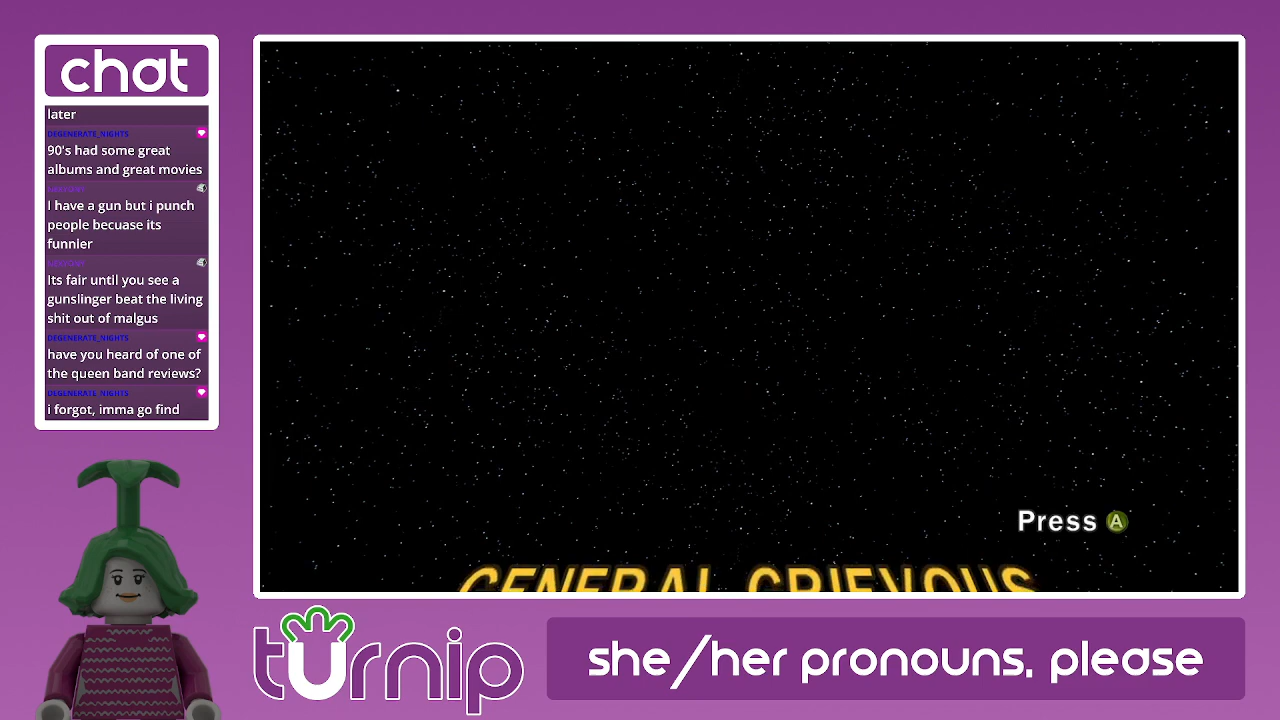 chat
later
DEGENERATE_NIGHTS
90's had some great
albums and great movies
I have a gun but i punch
people becuase its
funnier
Its fair until you see a
gunslinger beat the living
shit out of malgus
DEGENERATE_NIGHTS
have you heard of one of
the queen band reviews?
DEGENERATE_NIGHTS
i forgot, imma go find
Press A
GENERAL GRIEVOUS
turnip
she/her pronouns, please